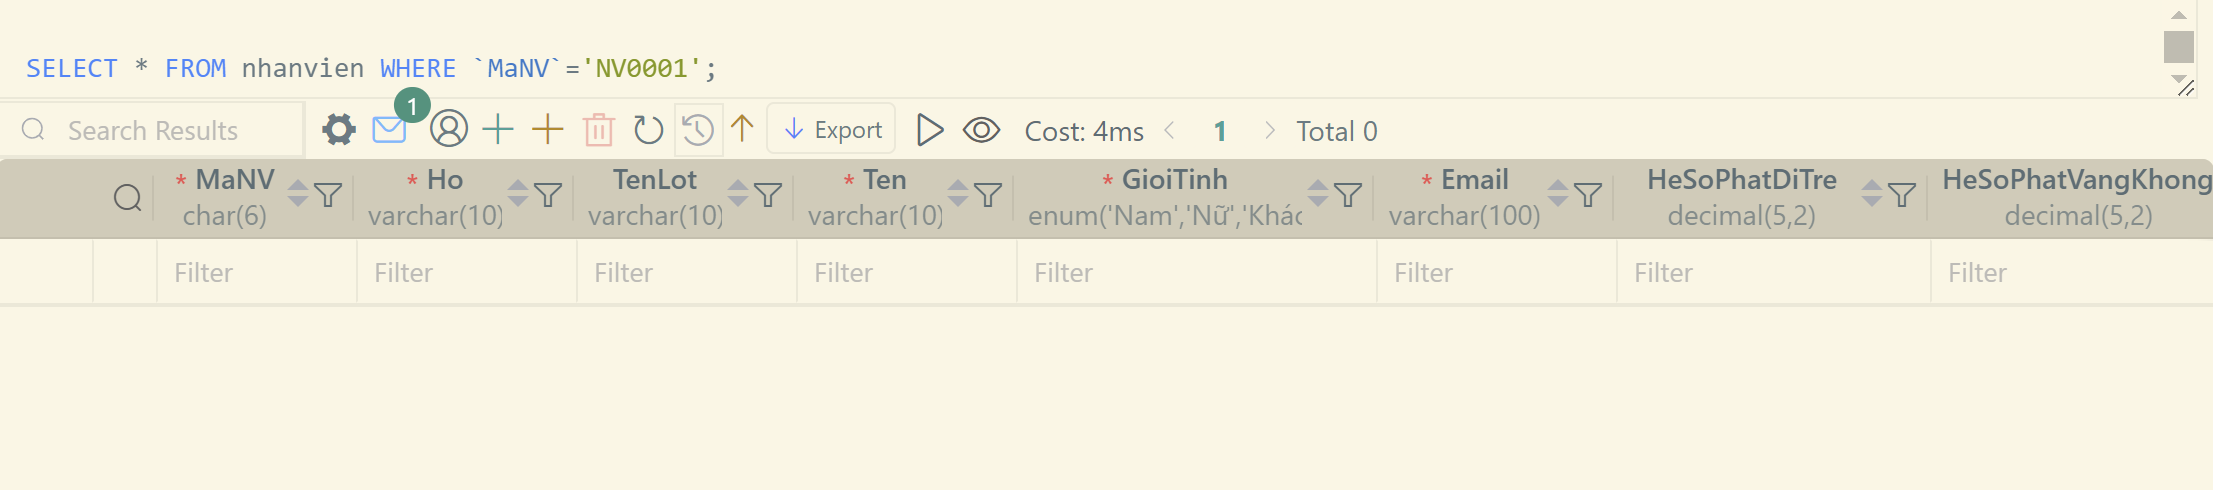 SELECT * FROM nhanvien WHERE `MaNV`='NV0001';
Search Results 1 Export Cost: 4ms 1 Total 0
* MaNV * Ho TenLot * Ten * GioiTinh * Email HeSoPhatDiTre HeSoPhatVangKhong
char(6) varchar(10) varchar(10) varchar(10) enum('Nam','Nữ','Khác varchar(100) decimal(5,2) decimal(5,2)
Filter Filter Filter Filter Filter Filter Filter Filter